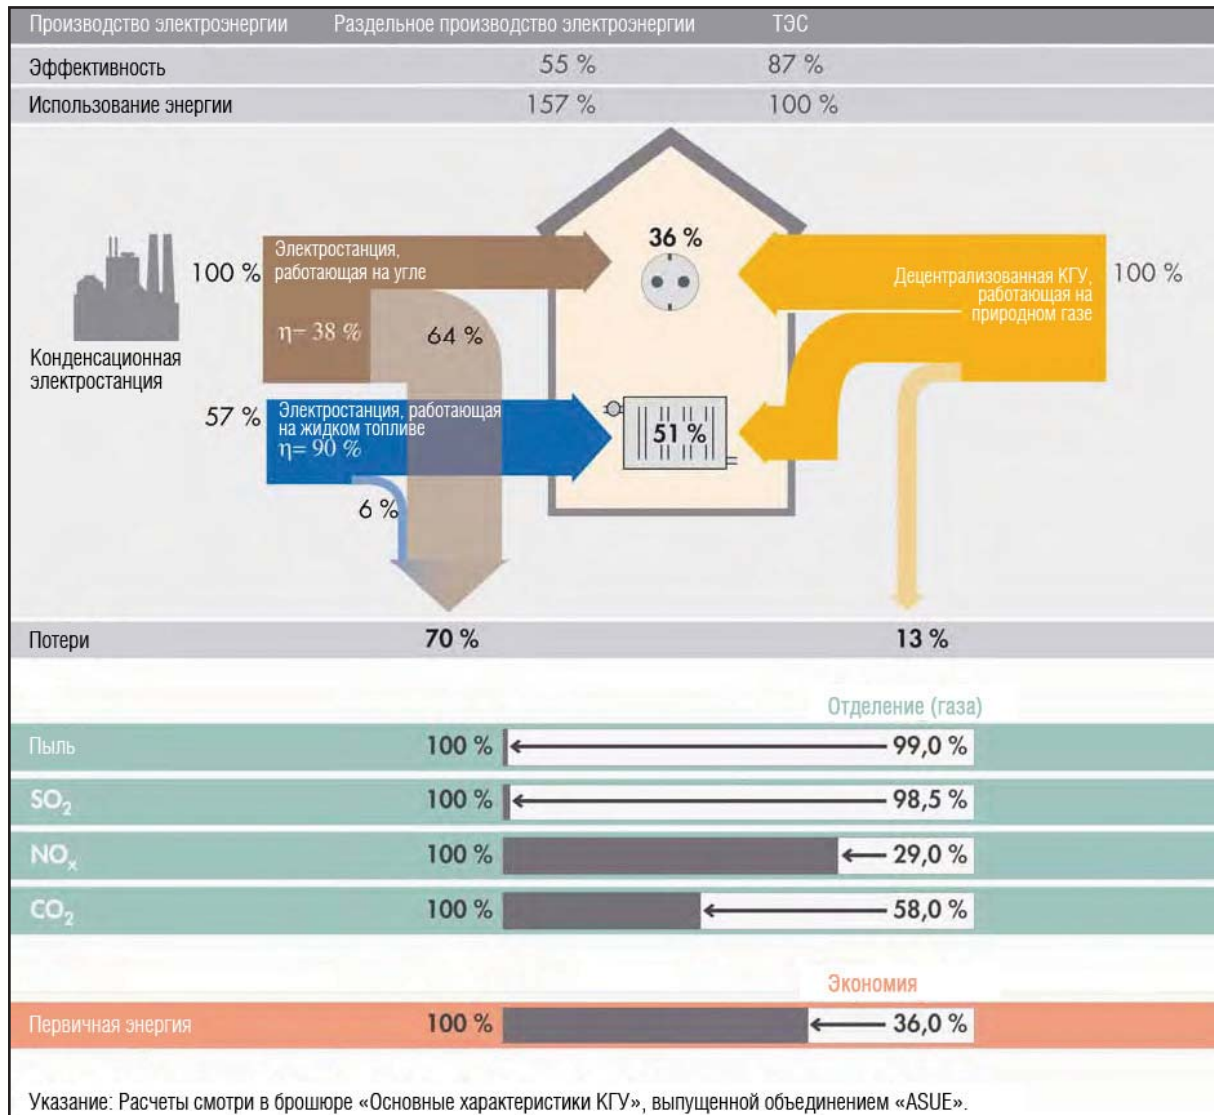 Производство электроэнергии Раздельное производство электроэнергии ТЭС
Эффективность 55 % 87 %
Использование энергии 157 % 100 %
36 %
Электростанция,
100 % работающая на угле
η= 38 %
64 %
Децентрализованная КГУ,
работающая на
природном газе
100 %
Конденсационная
электростанция
57 %
Электростанция, работающая
на жидком топливе
η= 90 %
51 %
6 %
Потери 70 % 13 %
Отделение (газа)
Пыль 100 % 99,0 %
SO₂ 100 % 98,5 %
NOₓ 100 % 29,0 %
CO₂ 100 % 58,0 %
Экономия
Первичная энергия 100 % 36,0 %
Указание: Расчеты смотри в брошюре «Основные характеристики КГУ», выпущенной объединением «ASUE».